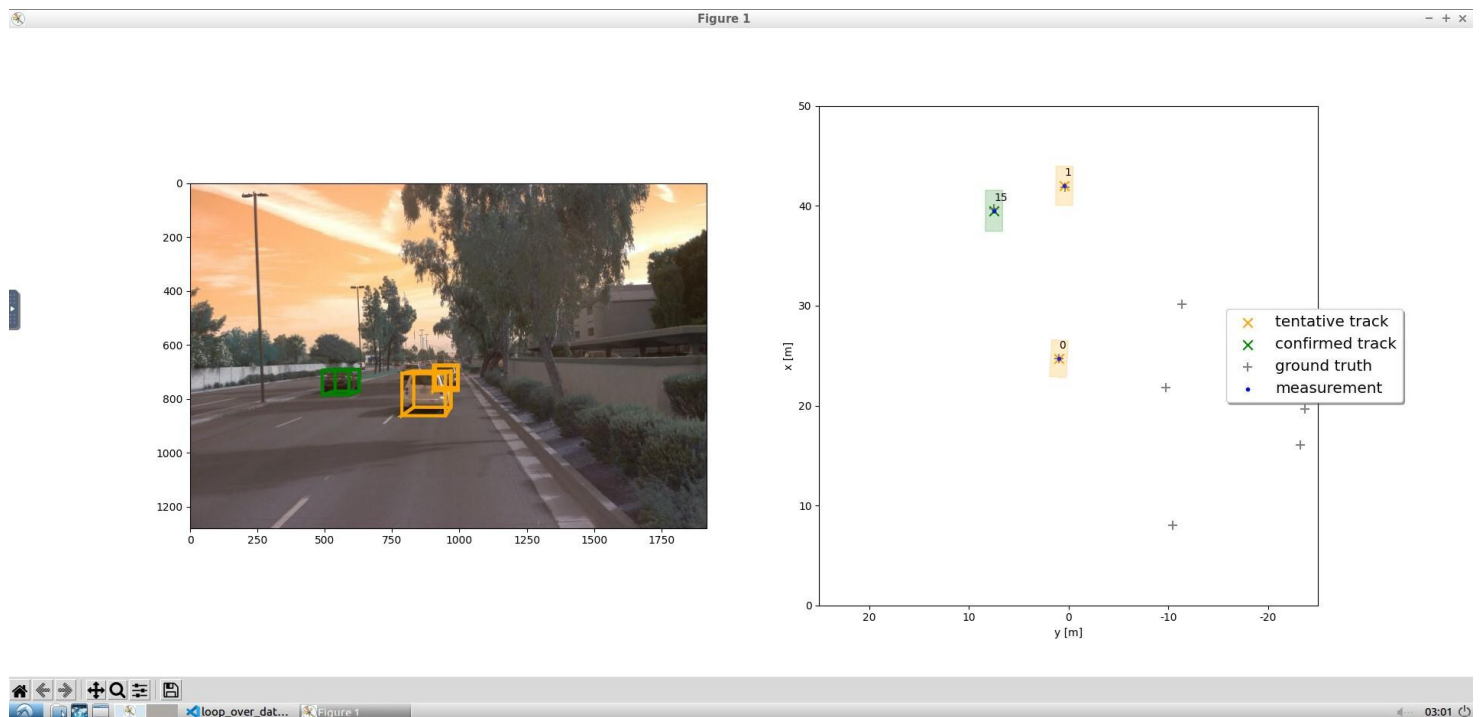 Figure 1
0
200
400
600
800
1000
1200
0 250 500 750 1000 1250 1500 1750
50
40
30
20
10
0
x [m]
1
15
0
tentative track
confirmed track
ground truth
measurement
20 10 0 -10 -20
y [m]
loop_over_dat...
Figure 1
03:01